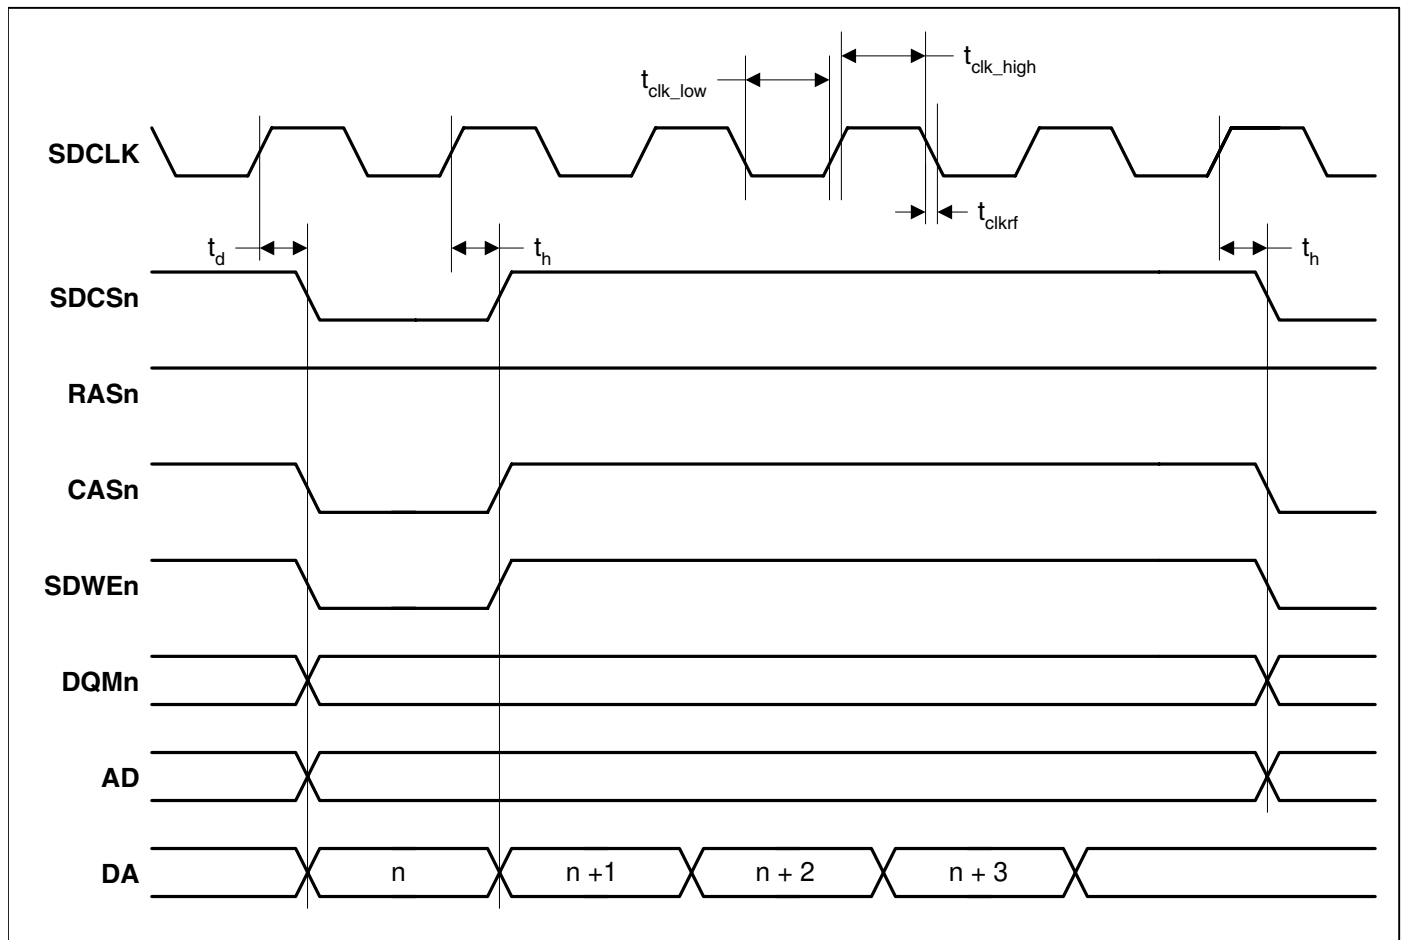 t_clk_high
t_clk_low
SDCLK
t_clkrf
t_d
t_h
t_h
SDCSn
RASn
CASn
SDWEn
DQMn
AD
DA n n +1 n + 2 n + 3